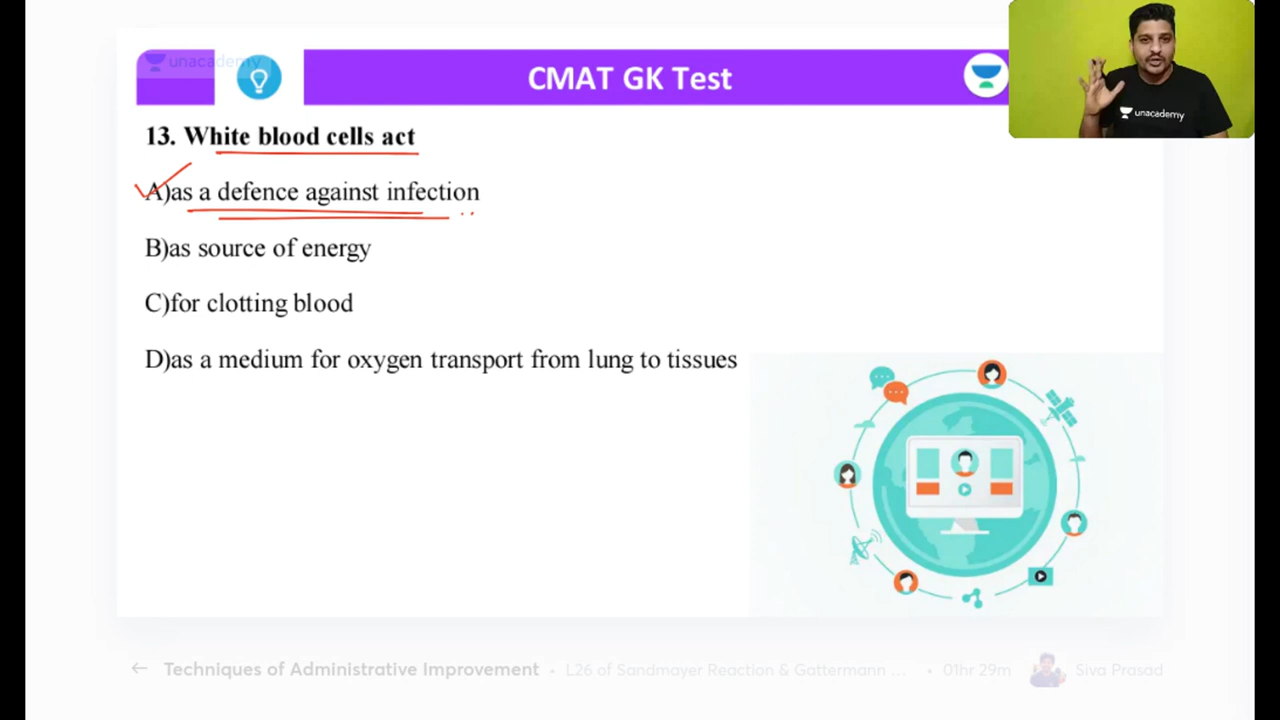 unacademy
CMAT GK Test
unacademy
13. White blood cells act
A)as a defence against infection
B)as source of energy
C)for clotting blood
D)as a medium for oxygen transport from lung to tissues
Techniques of Administrative Improvement • L26 of Sandmayer Reaction & Gattermann ... • 01hr 29m Siva Prasad